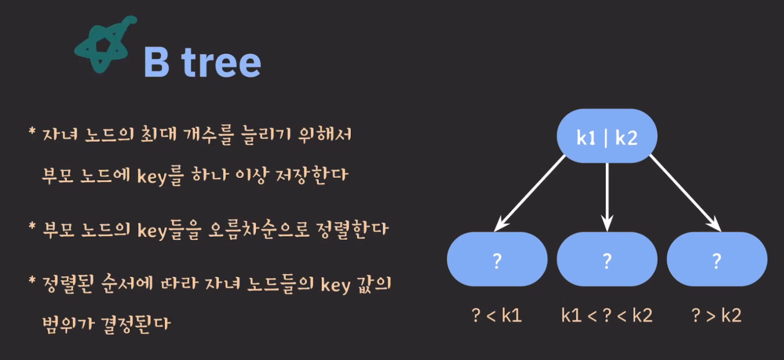 B tree
* 자녀 노드의 최대 개수를 늘리기 위해서
부모 노드에 key를 하나 이상 저장한다
* 부모 노드의 key들을 오름차순으로 정렬한다
* 정렬된 순서에 따라 자녀 노드들의 key 값의
범위가 결정된다
k1 | k2
? ? ?
? < k1 k1 < ? < k2 ? > k2